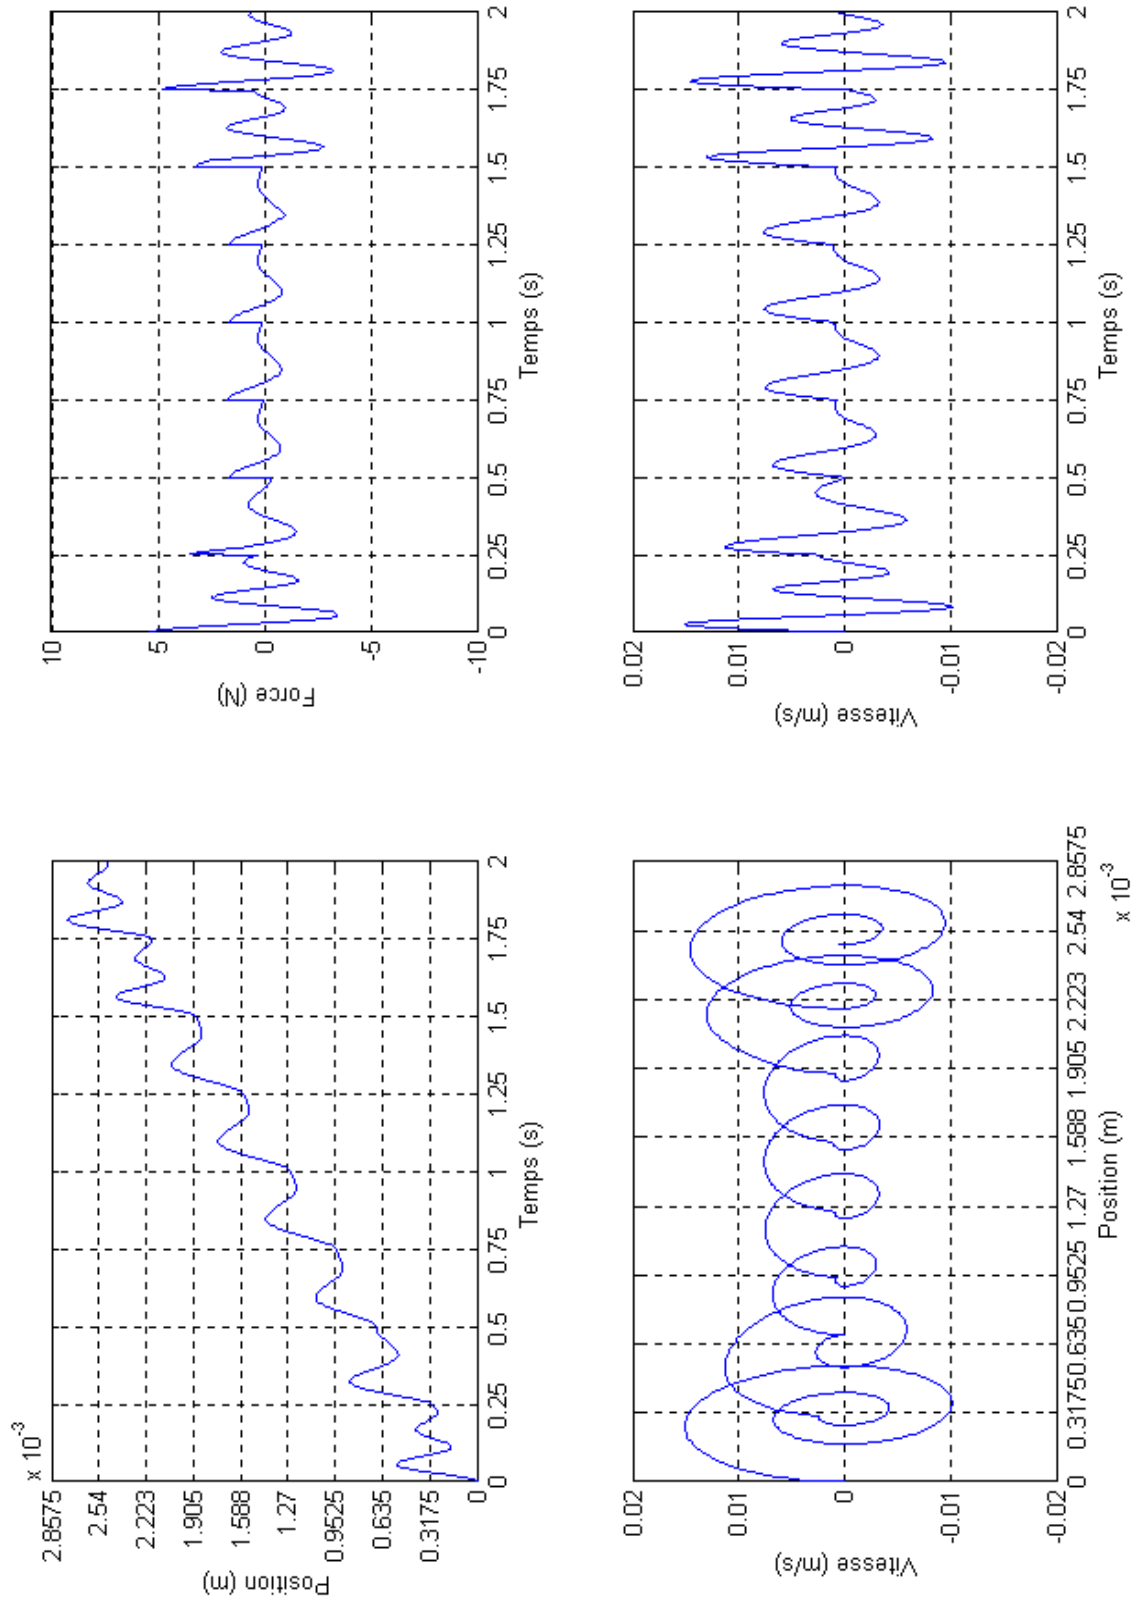 x 10^-3
2.8575
2.54
2.223
1.905
1.588
1.27
0.9525
0.635
0.3175
0
Position (m)
0 0.25 0.5 0.75 1 1.25 1.5 1.75 2
Temps (s)
10
5
0
-5
-10
Force (N)
0 0.25 0.5 0.75 1 1.25 1.5 1.75 2
Temps (s)
0.02
0.01
0
-0.01
-0.02
Vitesse (m/s)
0 0.3175 0.635 0.9525 1.27 1.588 1.905 2.223 2.54 2.8575
Position (m)
x 10^-3
0.02
0.01
0
-0.01
-0.02
Vitesse (m/s)
0 0.25 0.5 0.75 1 1.25 1.5 1.75 2
Temps (s)